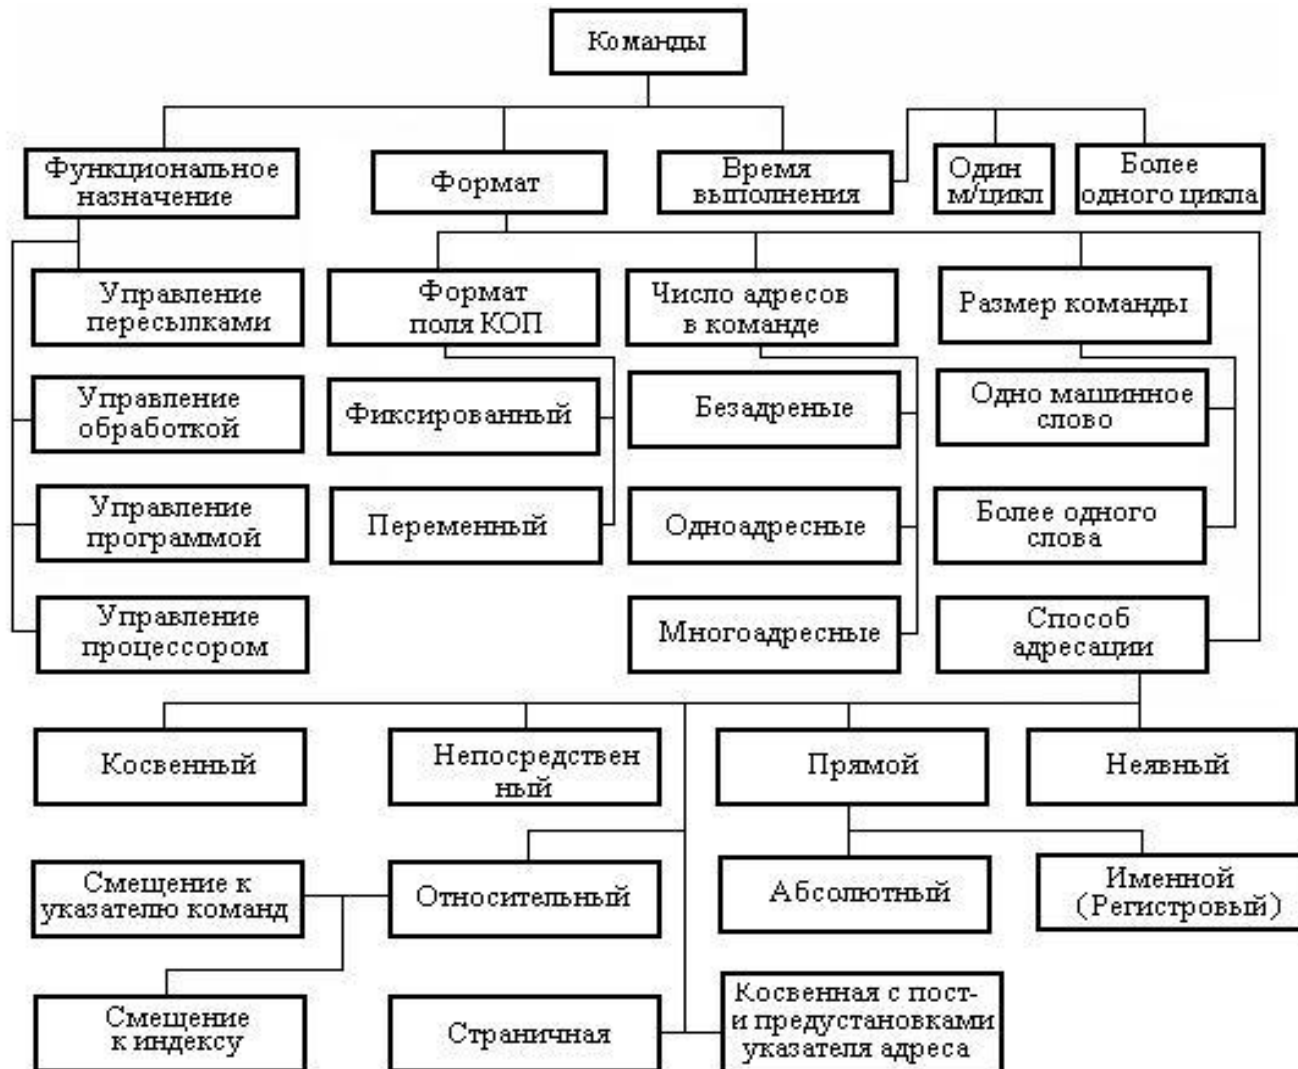 Команды
Функциональное
назначение
Формат
Время
выполнения
Один
м/цикл
Более
одного цикла
Управление
пересылками
Формат
поля КОП
Число адресов
в команде
Размер команды
Управление
обработкой
Фиксированный
Безадреные
Одно машинное
слово
Управление
программой
Переменный
Одноадресные
Более одного
слова
Управление
процессором
Многоадресные
Способ
адресации
Косвенный
Непосредствен
ный
Прямой
Неявный
Смещение к
указателю команд
Относительный
Абсолютный
Именной
(Регистровый)
Смещение
к индексу
Страничная
Косвенная с пост-
и предустановками
указателя адреса